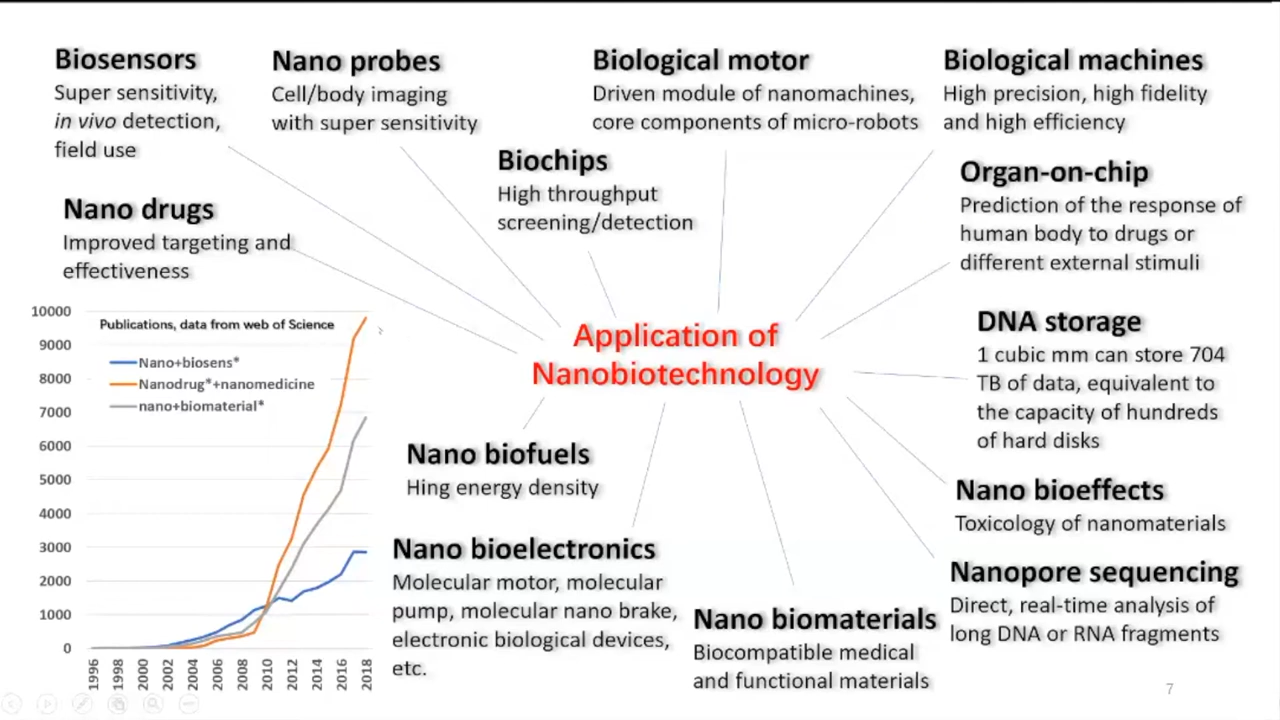 Biosensors
Super sensitivity,
in vivo detection,
field use
Nano probes
Cell/body imaging
with super sensitivity
Biological motor
Driven module of nanomachines,
core components of micro-robots
Biological machines
High precision, high fidelity
and high efficiency
Biochips
High throughput
screening/detection
Organ-on-chip
Prediction of the response of
human body to drugs or
different external stimuli
Nano drugs
Improved targeting and
effectiveness
Application of
Nanobiotechnology
DNA storage
1 cubic mm can store 704
TB of data, equivalent to
the capacity of hundreds
of hard disks
Publications, data from web of Science
Nano+biosens*
Nanodrug*+nanomedicine
nano+biomaterial*
10000
9000
8000
7000
6000
5000
4000
3000
2000
1000
0
1996 1998 2000 2002 2004 2006 2008 2010 2012 2014 2016 2018
Nano biofuels
Hing energy density
Nano bioeffects
Toxicology of nanomaterials
Nano bioelectronics
Molecular motor, molecular
pump, molecular nano brake,
electronic biological devices,
etc.
Nano biomaterials
Biocompatible medical
and functional materials
Nanopore sequencing
Direct, real-time analysis of
long DNA or RNA fragments
7